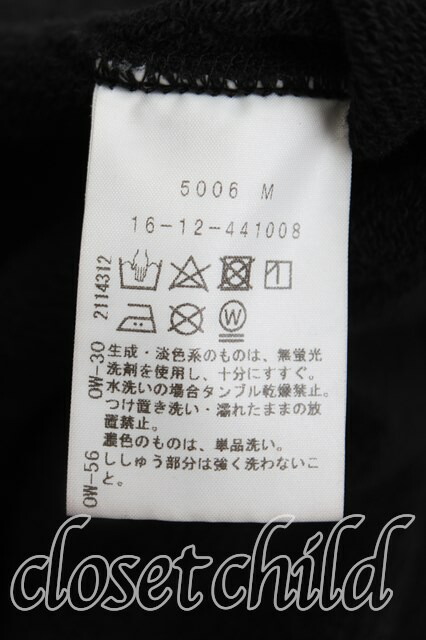 5006 M
16-12-441008
生成・淡色系のものは、無蛍光
洗剤を使用し、十分にすすぐ。
水洗いの場合タンブル乾燥禁止。
つけ置き洗い・濡れたままの放
置禁止。
濃色のものは、単品洗い。
ししゅう部分は強く洗わないこ
と。
2114312
OW-30
OW-56
closet child